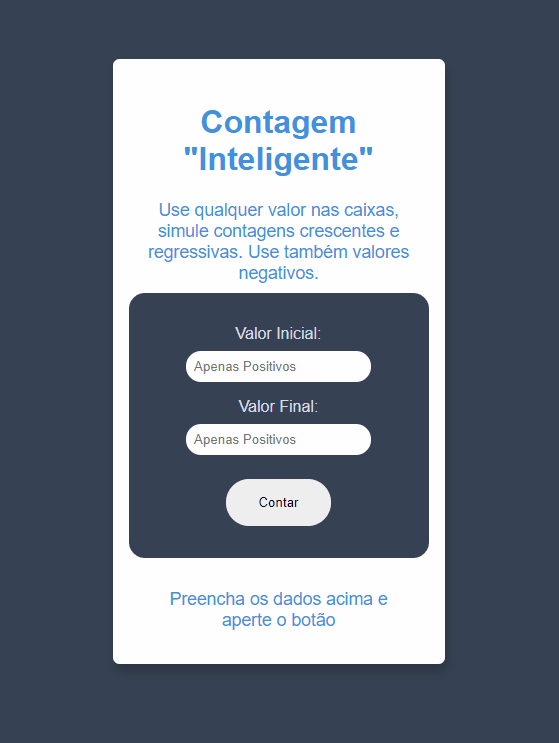 Contagem
"Inteligente"
Use qualquer valor nas caixas,
simule contagens crescentes e
regressivas. Use também valores
negativos.
Valor Inicial:
Apenas Positivos
Valor Final:
Apenas Positivos
Contar
Preencha os dados acima e
aperte o botão